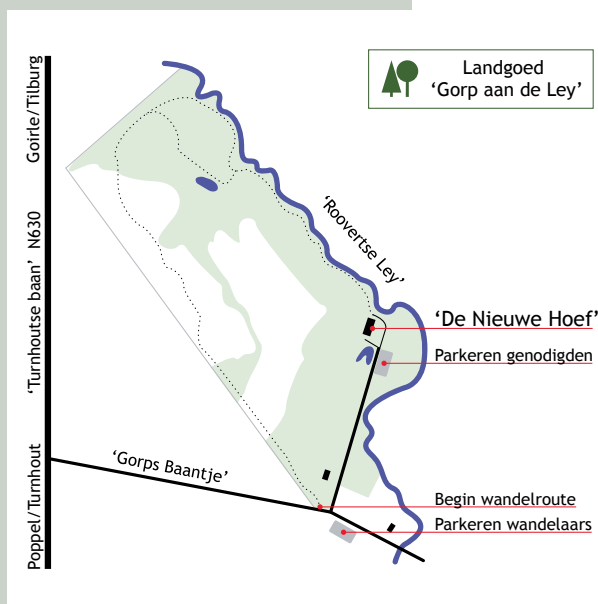 Landgoed
‘Gorp aan de Ley’
Goirle/Tilburg
‘Turnhoutse baan’ N630
Poppel/Turnhout
‘Roovertse Ley’
‘De Nieuwe Hoef’
Parkeren genodigden
‘Gorps Baantje’
Begin wandelroute
Parkeren wandelaars